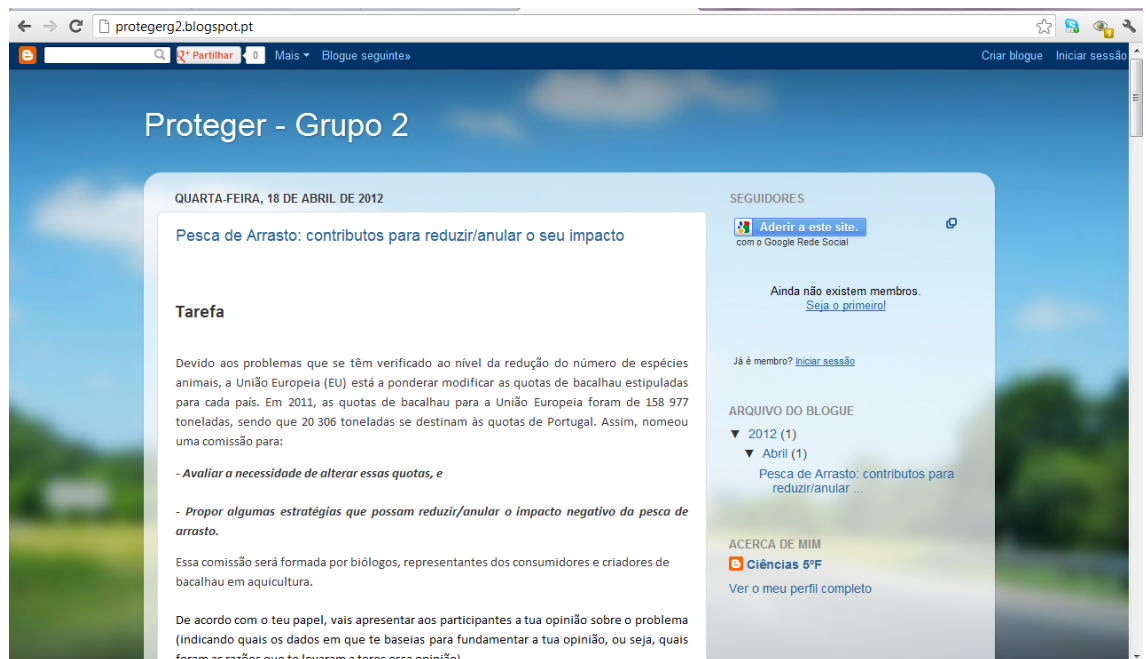 protegerg2.blogspot.pt
Partilhar 0 Mais Blogue seguinte» Criar blogue Iniciar sessão
Proteger - Grupo 2
QUARTA-FEIRA, 18 DE ABRIL DE 2012
Pesca de Arrasto: contributos para reduzir/anular o seu impacto
Tarefa
Devido aos problemas que se têm verificado ao nível da redução do número de espécies
animais, a União Europeia (EU) está a ponderar modificar as quotas de bacalhau estipuladas
para cada país. Em 2011, as quotas de bacalhau para a União Europeia foram de 158 977
toneladas, sendo que 20 306 toneladas se destinam às quotas de Portugal. Assim, nomeou
uma comissão para:
- Avaliar a necessidade de alterar essas quotas, e
- Propor algumas estratégias que possam reduzir/anular o impacto negativo da pesca de
arrasto.
Essa comissão será formada por biólogos, representantes dos consumidores e criadores de
bacalhau em aquicultura.
De acordo com o teu papel, vais apresentar aos participantes a tua opinião sobre o problema
(indicando quais os dados em que te baseias para fundamentar a tua opinião, ou seja, quais
foram as razões que te levaram a teres essa opinião)
SEGUIDORES
Aderir a este site.
com o Google Rede Social
Ainda não existem membros.
Seja o primeiro!
Já é membro? Iniciar sessão
ARQUIVO DO BLOGUE
▼ 2012 (1)
▼ Abril (1)
Pesca de Arrasto: contributos para
reduzir/anular ...
ACERCA DE MIM
Ciências 5ºF
Ver o meu perfil completo